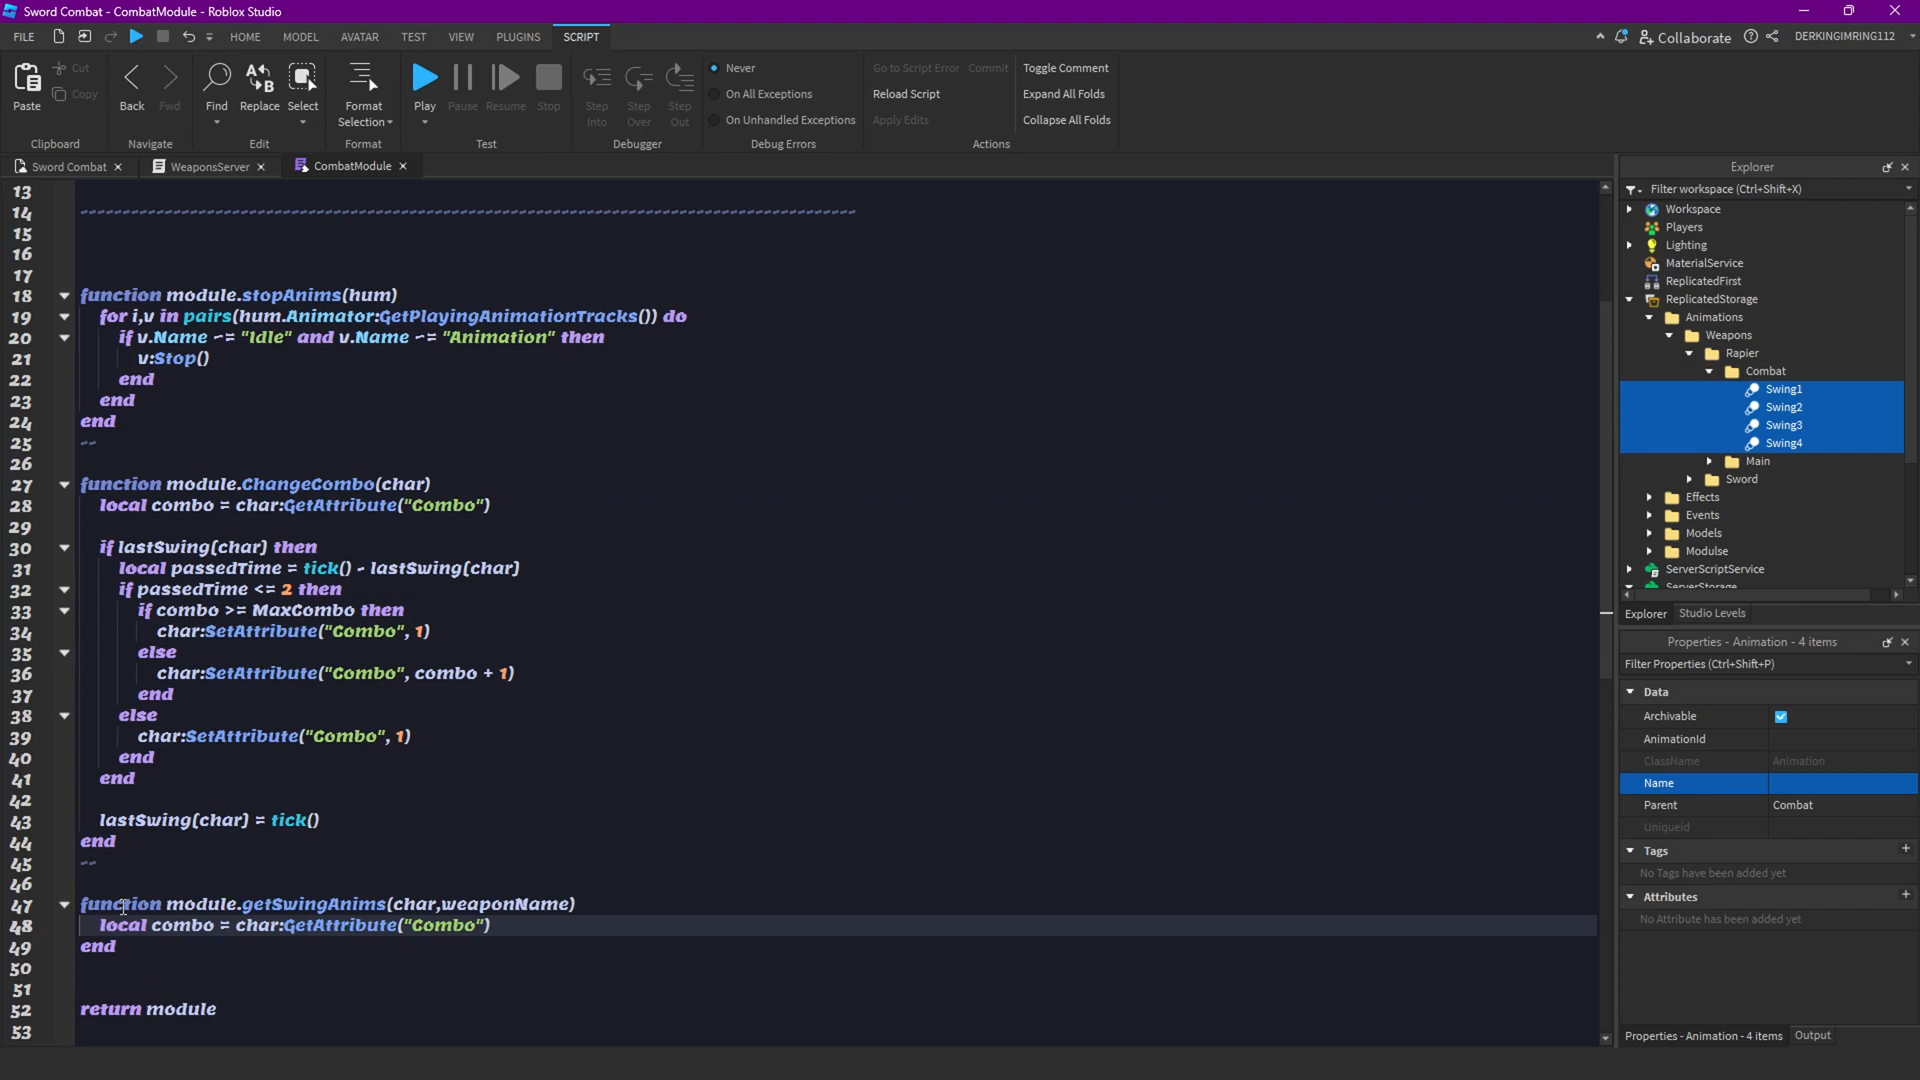 Sword Combat - CombatModule - Roblox Studio
FILE HOME MODEL AVATAR TEST VIEW PLUGINS SCRIPT Collaborate DERKINGIMRING112
Paste Cut Copy Clipboard
Back Fwd Navigate
Find Replace Select Edit
Format Selection Format
Play Pause Resume Stop Test
Step Into Step Over Step Out Debugger
Never
On All Exceptions
On Unhandled Exceptions
Debug Errors
Go to Script Error Commit Toggle Comment
Reload Script Expand All Folds
Apply Edits Collapse All Folds
Actions
Sword Combat WeaponsServer CombatModule
13
14 --------------------------------------------------------------------------------------------
15
16
17
18 function module.stopAnims(hum)
19 for i,v in pairs(hum.Animator:GetPlayingAnimationTracks()) do
20 if v.Name ~= "Idle" and v.Name ~= "Animation" then
21 v:Stop()
22 end
23 end
24 end
25 --
26
27 function module.ChangeCombo(char)
28 local combo = char:GetAttribute("Combo")
29
30 if lastSwing[char] then
31 local passedTime = tick() - lastSwing[char]
32 if passedTime <= 2 then
33 if combo >= MaxCombo then
34 char:SetAttribute("Combo", 1)
35 else
36 char:SetAttribute("Combo", combo + 1)
37 end
38 else
39 char:SetAttribute("Combo", 1)
40 end
41 end
42
43 lastSwing[char] = tick()
44 end
45 --
46
47 function module.getSwingAnims(char,weaponName)
48 local combo = char:GetAttribute("Combo")
49 end
50
51
52 return module
53
Explorer
Filter workspace (Ctrl+Shift+X)
Workspace
Players
Lighting
MaterialService
ReplicatedFirst
ReplicatedStorage
Animations
Weapons
Rapier
Combat
Swing1
Swing2
Swing3
Swing4
Main
Sword
Effects
Events
Models
Modulse
ServerScriptService
ServerStorage
Explorer Studio Levels
Properties - Animation - 4 items
Filter Properties (Ctrl+Shift+P)
Data
Archivable
AnimationId
ClassName Animation
Name
Parent Combat
UniqueId
Tags +
No Tags have been added yet
Attributes +
No Attribute has been added yet
Properties - Animation - 4 items Output